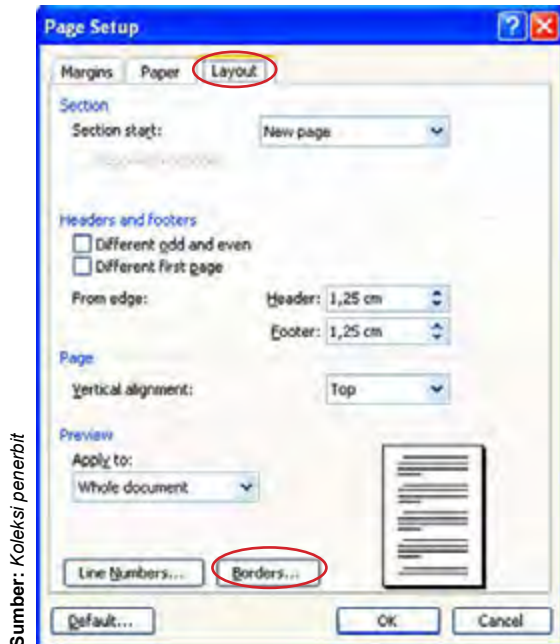 Page Setup
Margins Paper Layout
Section
Section start: New page
Headers and footers
Different odd and even
Different first page
From edge: Header: 1,25 cm
Footer: 1,25 cm
Page
Vertical alignment: Top
Preview
Apply to:
Whole document
Line Numbers... Borders...
Default... OK Cancel
Sumber: Koleksi penerbit